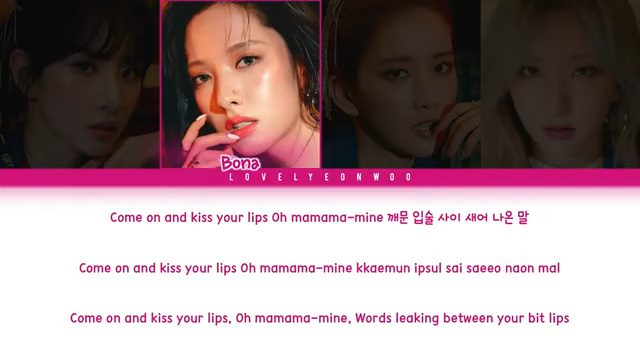 Bona
LOVELYEONWOO
Come on and kiss your lips Oh mamama-mine 깨문 입술 사이 새어 나온 말
Come on and kiss your lips Oh mamama-mine kkaemun ipsul sai saeeo naon mal
Come on and kiss your lips, Oh mamama-mine, Words leaking between your bit lips